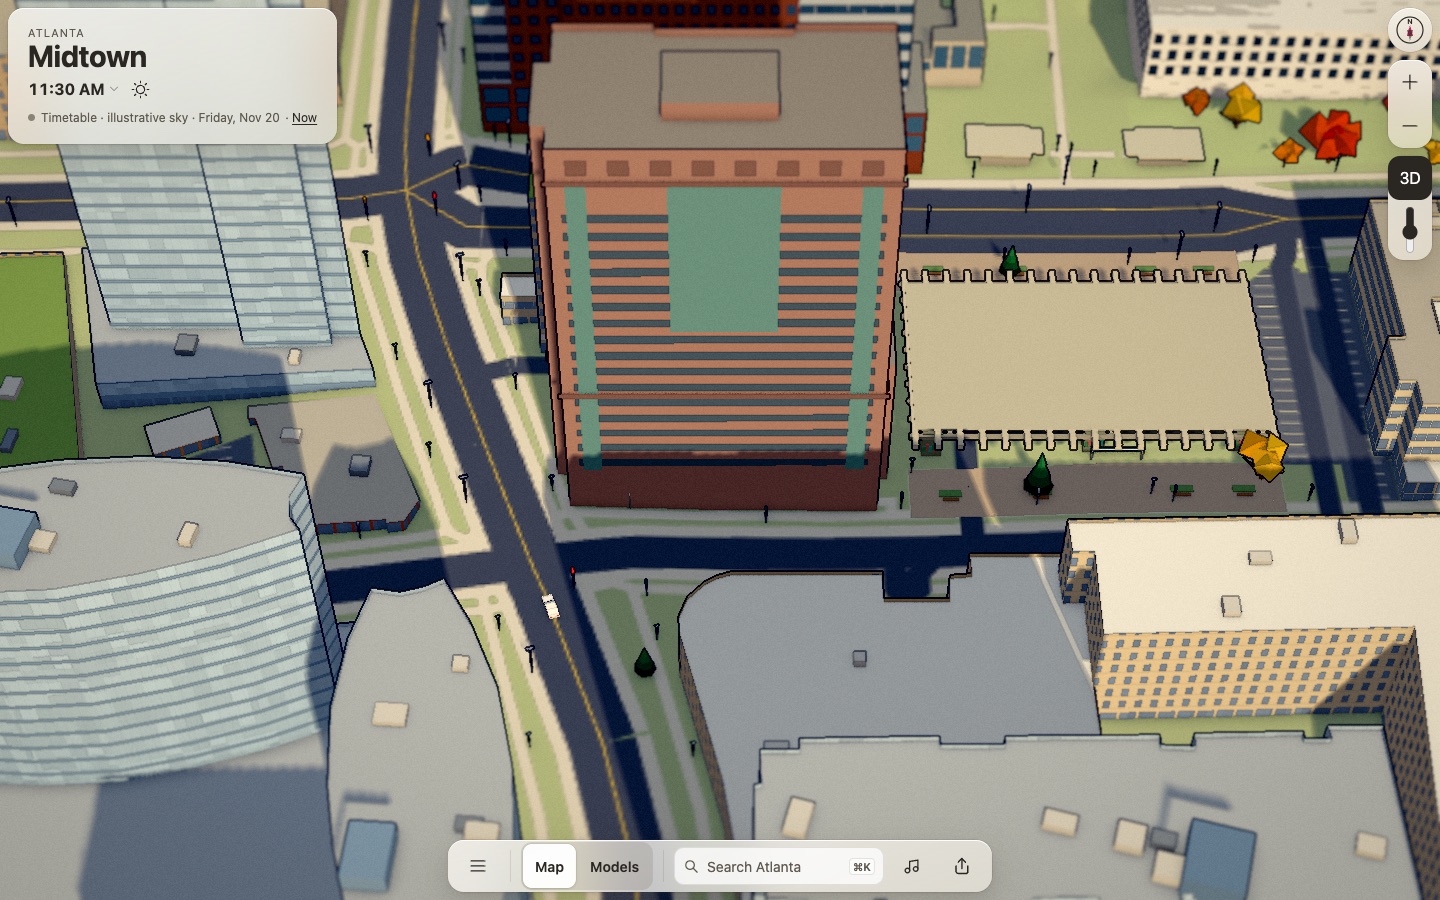 ATLANTA
Midtown
11:30 AM
Timetable · illustrative sky · Friday, Nov 20 · Now
N
+
−
3D
Map
Models
Search Atlanta
⌘K